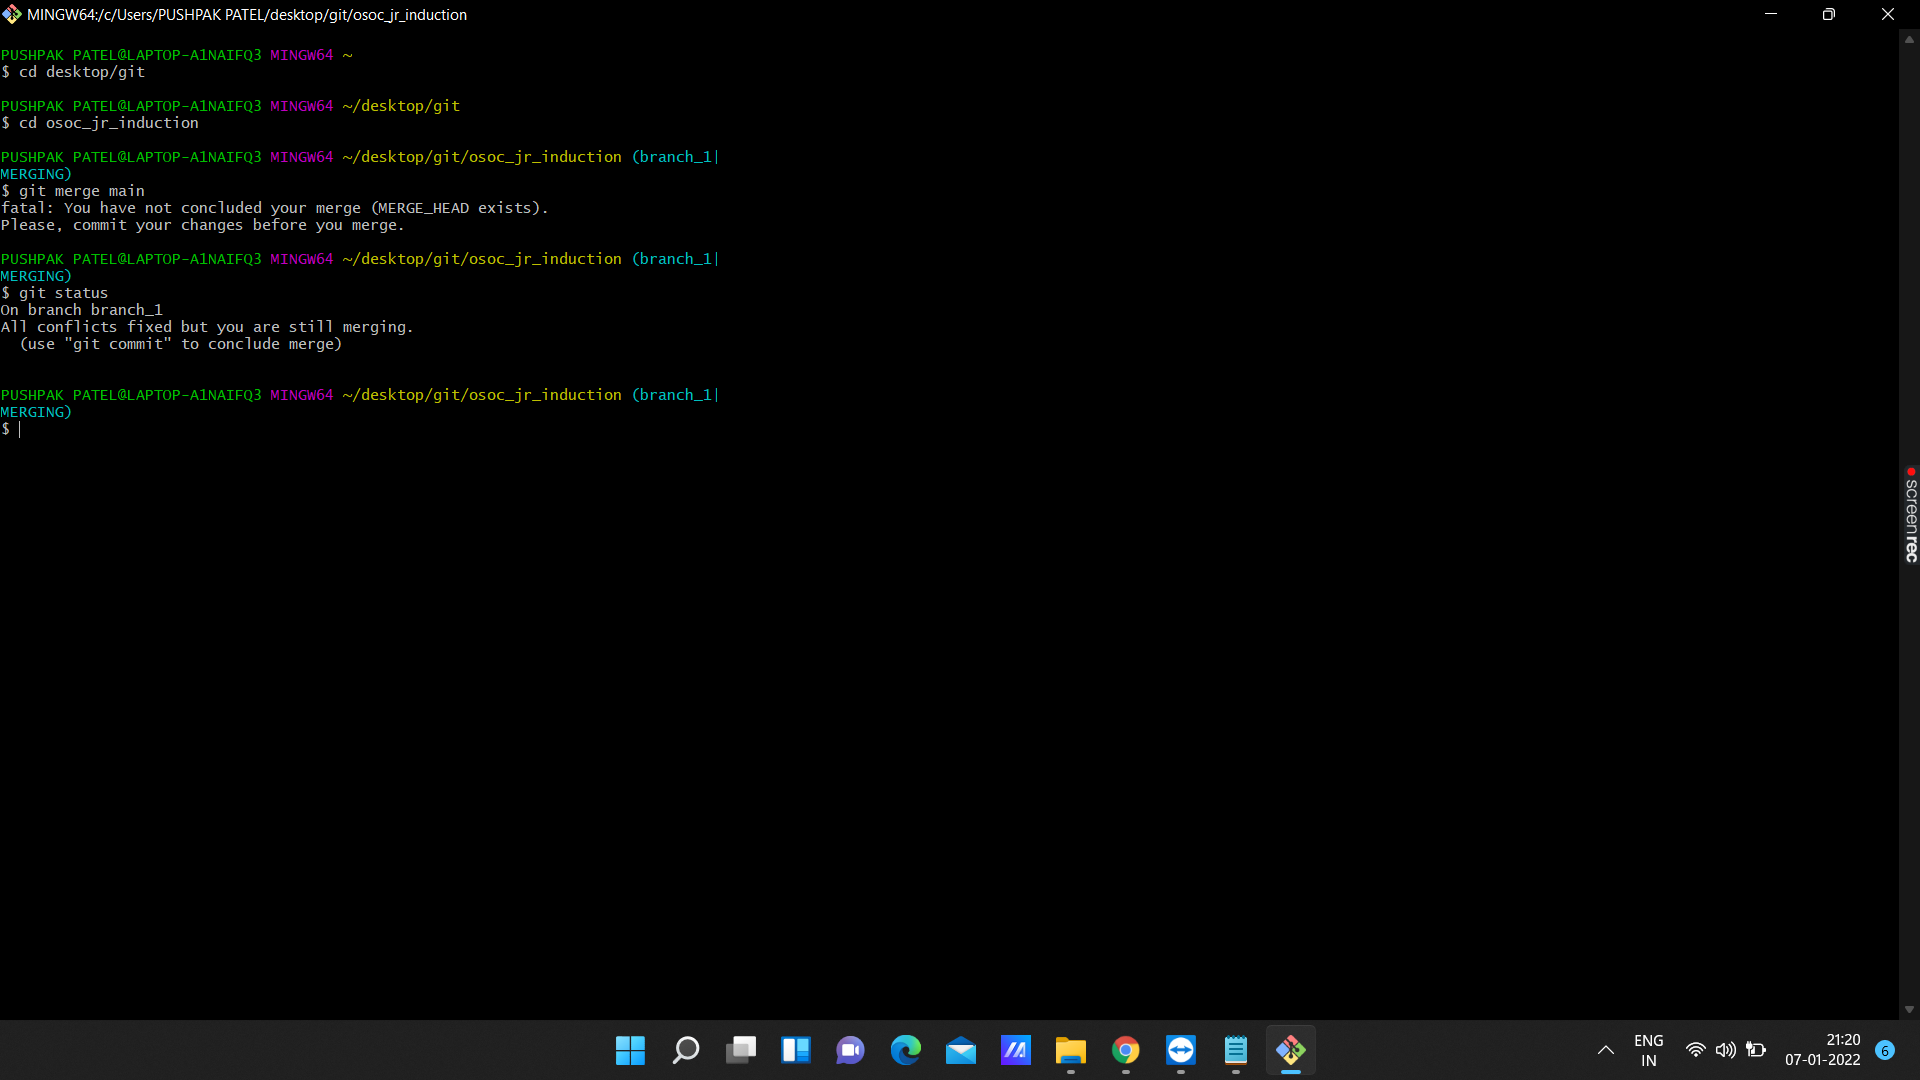 MINGW64:/c/Users/PUSHPAK PATEL/desktop/git/osoc_jr_induction
PUSHPAK PATEL@LAPTOP-A1NAIFQ3 MINGW64 ~
$ cd desktop/git
PUSHPAK PATEL@LAPTOP-A1NAIFQ3 MINGW64 ~/desktop/git
$ cd osoc_jr_induction
PUSHPAK PATEL@LAPTOP-A1NAIFQ3 MINGW64 ~/desktop/git/osoc_jr_induction (branch_1|
MERGING)
$ git merge main
fatal: You have not concluded your merge (MERGE_HEAD exists).
Please, commit your changes before you merge.
PUSHPAK PATEL@LAPTOP-A1NAIFQ3 MINGW64 ~/desktop/git/osoc_jr_induction (branch_1|
MERGING)
$ git status
On branch branch_1
All conflicts fixed but you are still merging.
  (use "git commit" to conclude merge)
PUSHPAK PATEL@LAPTOP-A1NAIFQ3 MINGW64 ~/desktop/git/osoc_jr_induction (branch_1|
MERGING)
$
screenrec
ENG
IN
21:20
07-01-2022
6